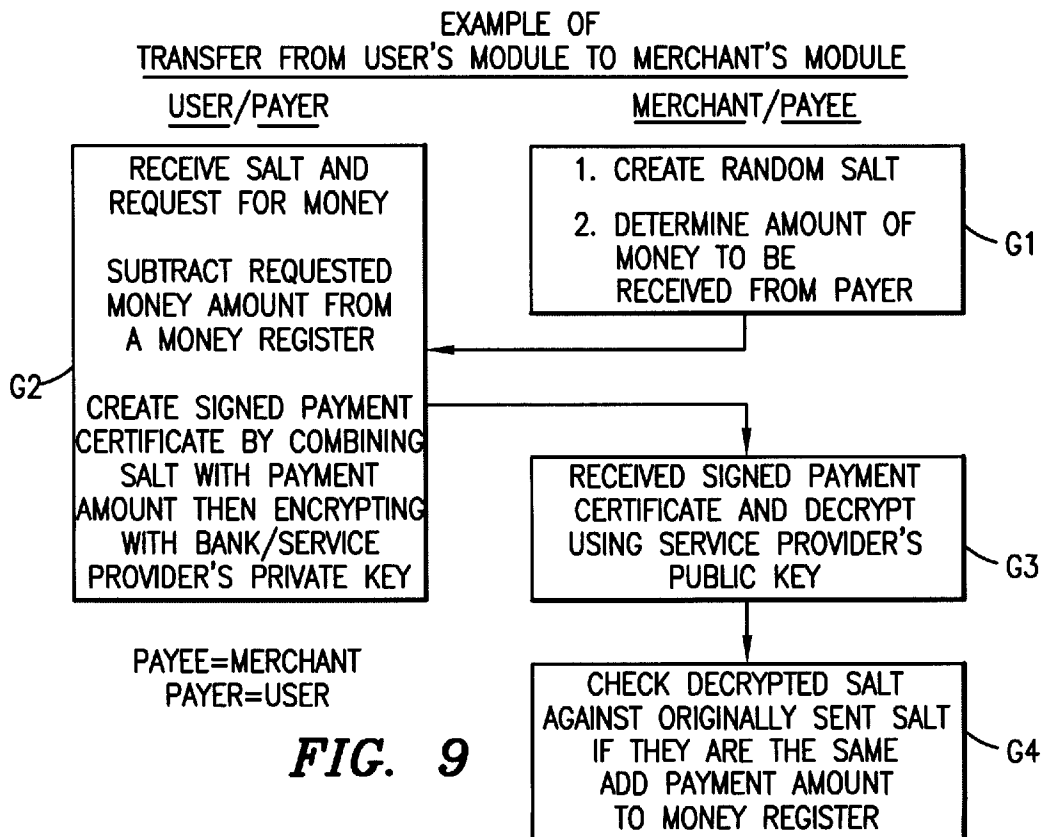 EXAMPLE OF
TRANSFER FROM USER'S MODULE TO MERCHANT'S MODULE
USER/PAYER
RECEIVE SALT AND
REQUEST FOR MONEY
SUBTRACT REQUESTED
MONEY AMOUNT FROM
A MONEY REGISTER
CREATE SIGNED PAYMENT
CERTIFICATE BY COMBINING
SALT WITH PAYMENT
AMOUNT THEN ENCRYPTING
WITH BANK/SERVICE
PROVIDER'S PRIVATE KEY
G2
MERCHANT/PAYEE
1. CREATE RANDOM SALT
2. DETERMINE AMOUNT OF
MONEY TO BE
RECEIVED FROM PAYER
G1
RECEIVED SIGNED PAYMENT
CERTIFICATE AND DECRYPT
USING SERVICE PROVIDER'S
PUBLIC KEY
G3
CHECK DECRYPTED SALT
AGAINST ORIGINALLY SENT SALT
IF THEY ARE THE SAME
ADD PAYMENT AMOUNT
TO MONEY REGISTER
G4
PAYEE=MERCHANT
PAYER=USER
FIG. 9